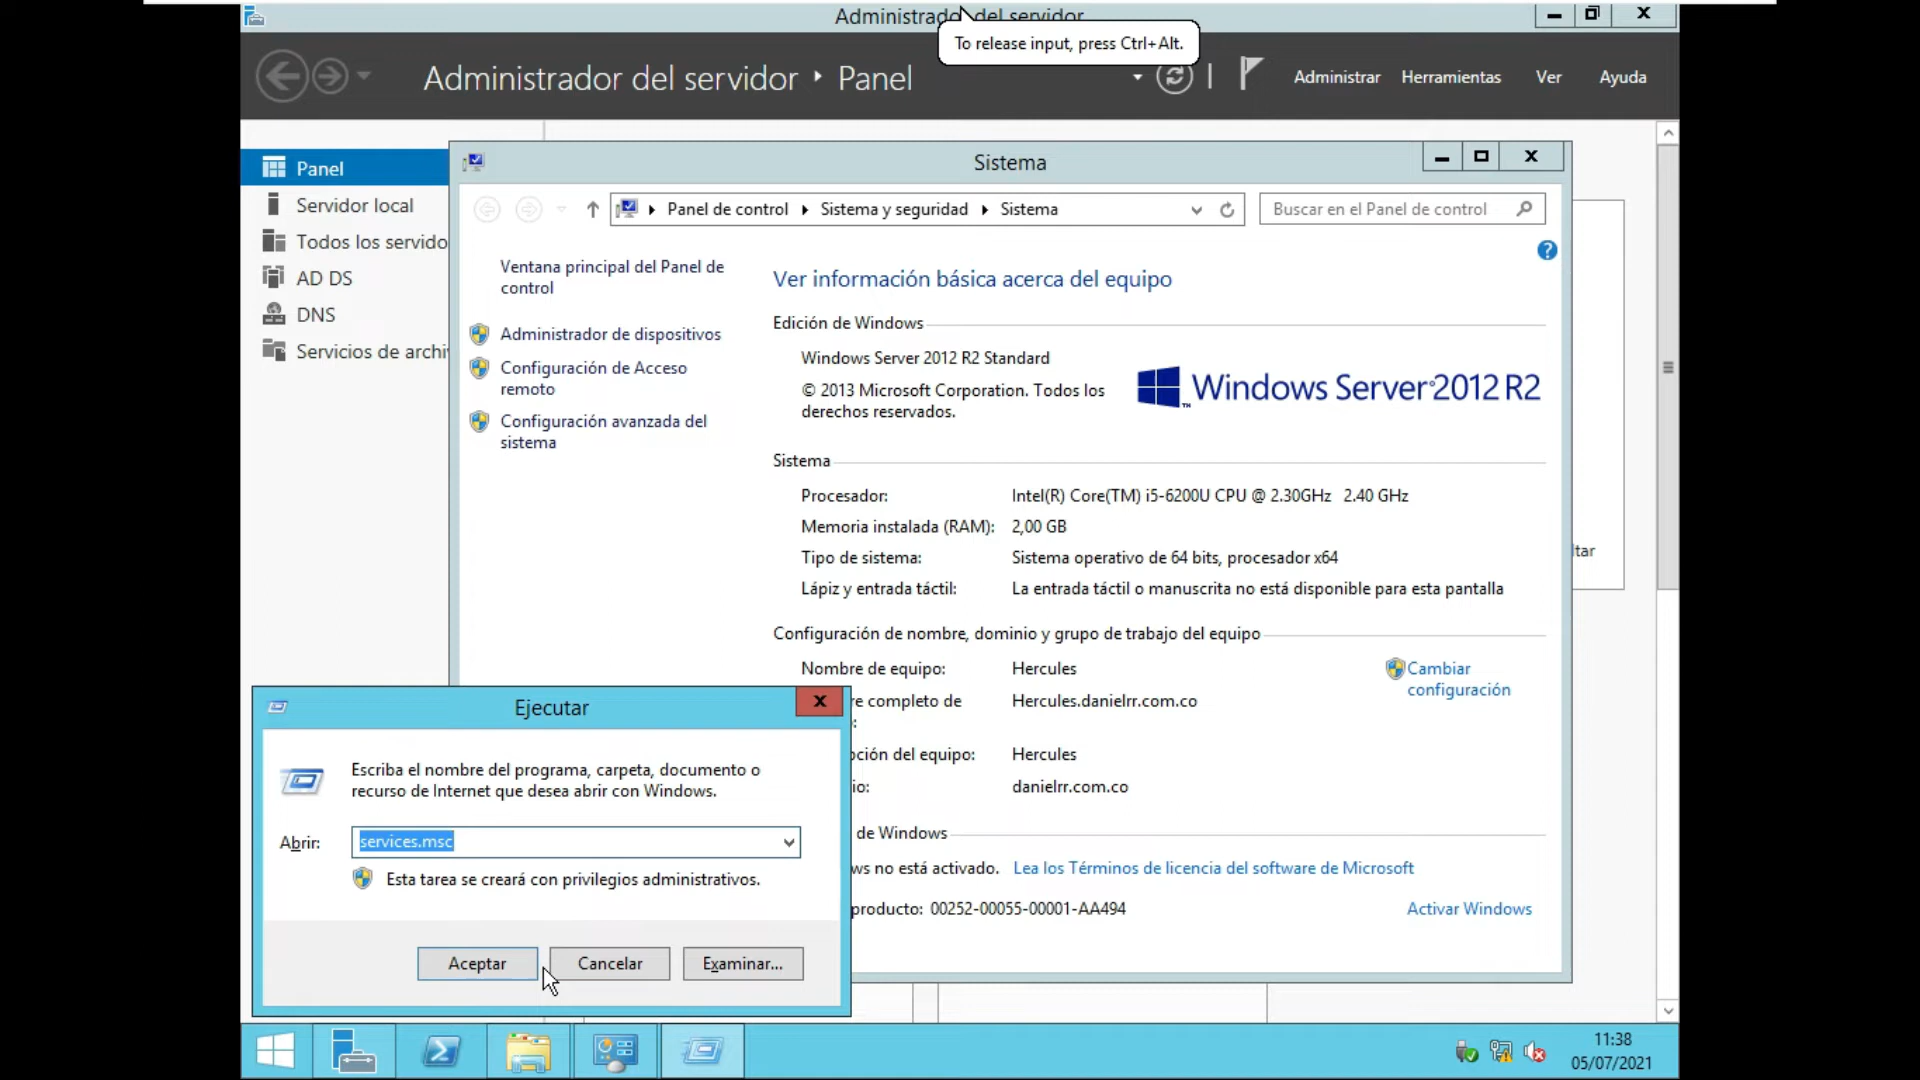 Administrador del servidor
To release input, press Ctrl+Alt.
Administrador del servidor ‣ Panel
Administrar Herramientas Ver Ayuda
Panel
Servidor local
Todos los servido
AD DS
DNS
Servicios de archi
Sistema
Panel de control Sistema y seguridad Sistema
Buscar en el Panel de control
Ventana principal del Panel de
control
Administrador de dispositivos
Configuración de Acceso
remoto
Configuración avanzada del
sistema
Ver información básica acerca del equipo
Edición de Windows
Windows Server 2012 R2 Standard
© 2013 Microsoft Corporation. Todos los
derechos reservados.
Windows Server 2012 R2
Sistema
Procesador: Intel(R) Core(TM) i5-6200U CPU @ 2.30GHz 2.40 GHz
Memoria instalada (RAM): 2,00 GB
Tipo de sistema: Sistema operativo de 64 bits, procesador x64
Lápiz y entrada táctil: La entrada táctil o manuscrita no está disponible para esta pantalla
Configuración de nombre, dominio y grupo de trabajo del equipo
Nombre de equipo: Hercules
re completo de Hercules.danielrr.com.co
:
pción del equipo: Hercules
io: danielrr.com.co
Cambiar
configuración
de Windows
ws no está activado. Lea los Términos de licencia del software de Microsoft
producto: 00252-00055-00001-AA494
Activar Windows
ltar
Ejecutar
Escriba el nombre del programa, carpeta, documento o
recurso de Internet que desea abrir con Windows.
Abrir: services.msc
Esta tarea se creará con privilegios administrativos.
Aceptar Cancelar Examinar...
11:38
05/07/2021